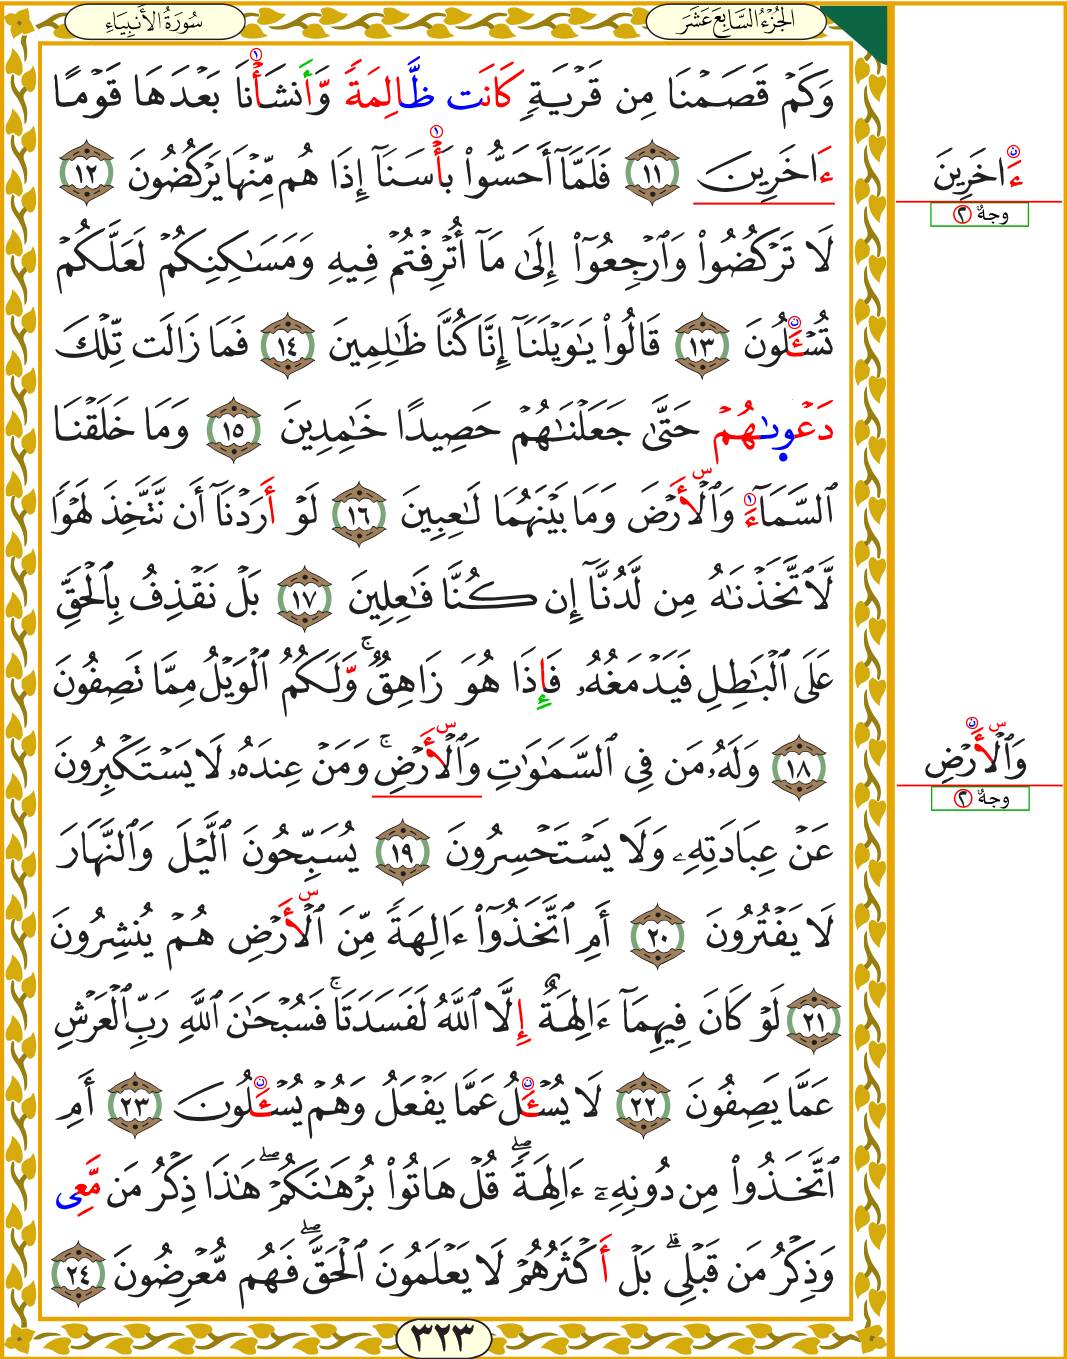 الجُزْءُ السَّابِعَ عَشَرَ
سُورَةُ الأَنبِيَاءِ
وَكَمۡ قَصَمۡنَا مِن قَرۡيَةٖ كَانَت ظَّالِمَةٗ وَّأَنشَأۡنَا بَعۡدَهَا قَوۡمًا
ءَاخَرِينَ ١١ فَلَمَّآ أَحَسُّواْ بَأۡسَنَآ إِذَا هُم مِّنۡهَا يَرۡكُضُونَ ١٢
لَا تَرۡكُضُواْ وَٱرۡجِعُوٓاْ إِلَىٰ مَآ أُتۡرِفۡتُمۡ فِيهِ وَمَسَٰكِنِكُمۡ لَعَلَّكُمۡ
تُسۡـَٔلُونَ ١٣ قَالُواْ يَٰوَيۡلَنَآ إِنَّا كُنَّا ظَٰلِمِينَ ١٤ فَمَا زَالَت تِّلۡكَ
دَعۡوىٰهُمۡ حَتَّىٰ جَعَلۡنَٰهُمۡ حَصِيدًا خَٰمِدِينَ ١٥ وَمَا خَلَقۡنَا
ٱلسَّمَآءَ وَٱلۡأَرۡضَ وَمَا بَيۡنَهُمَا لَٰعِبِينَ ١٦ لَوۡ أَرَدۡنَآ أَن نَّتَّخِذَ لَهۡوٗا
لَّٱتَّخَذۡنَٰهُ مِن لَّدُنَّآ إِن كُنَّا فَٰعِلِينَ ١٧ بَلۡ نَقۡذِفُ بِٱلۡحَقِّ
عَلَى ٱلۡبَٰطِلِ فَيَدۡمَغُهُۥ فَإِذَا هُوَ زَاهِقٞۚ وَّلَكُمُ ٱلۡوَيۡلُ مِمَّا تَصِفُونَ
١٨ وَلَهُۥ مَن فِي ٱلسَّمَٰوَٰتِ وَٱلۡأَرۡضِۚ وَمَنۡ عِندَهُۥ لَا يَسۡتَكۡبِرُونَ
عَنۡ عِبَادَتِهِۦ وَلَا يَسۡتَحۡسِرُونَ ١٩ يُسَبِّحُونَ ٱلَّيۡلَ وَٱلنَّهَارَ
لَا يَفۡتُرُونَ ٢٠ أَمِ ٱتَّخَذُوٓاْ ءَالِهَةٗ مِّنَ ٱلۡأَرۡضِ هُمۡ يُنشِرُونَ
٢١ لَوۡ كَانَ فِيهِمَآ ءَالِهَةٌ إِلَّا ٱللَّهُ لَفَسَدَتَاۚ فَسُبۡحَٰنَ ٱللَّهِ رَبِّ ٱلۡعَرۡشِ
عَمَّا يَصِفُونَ ٢٢ لَا يُسۡـَٔلُ عَمَّا يَفۡعَلُ وَهُمۡ يُسۡـَٔلُونَ ٢٣ أَمِ
ٱتَّخَذُواْ مِن دُونِهِۦٓ ءَالِهَةٗۖ قُلۡ هَاتُواْ بُرۡهَٰنَكُمۡۖ هَٰذَا ذِكۡرُ مَن مَّعِي
وَذِكۡرُ مَن قَبۡلِيۗ بَلۡ أَكۡثَرُهُمۡ لَا يَعۡلَمُونَ ٱلۡحَقَّۖ فَهُم مُّعۡرِضُونَ ٢٤
٣٢٣
ءَاخَرِينَ
وجهٌ ٢
وَٱلۡأَرۡضِ
وجهٌ ٢